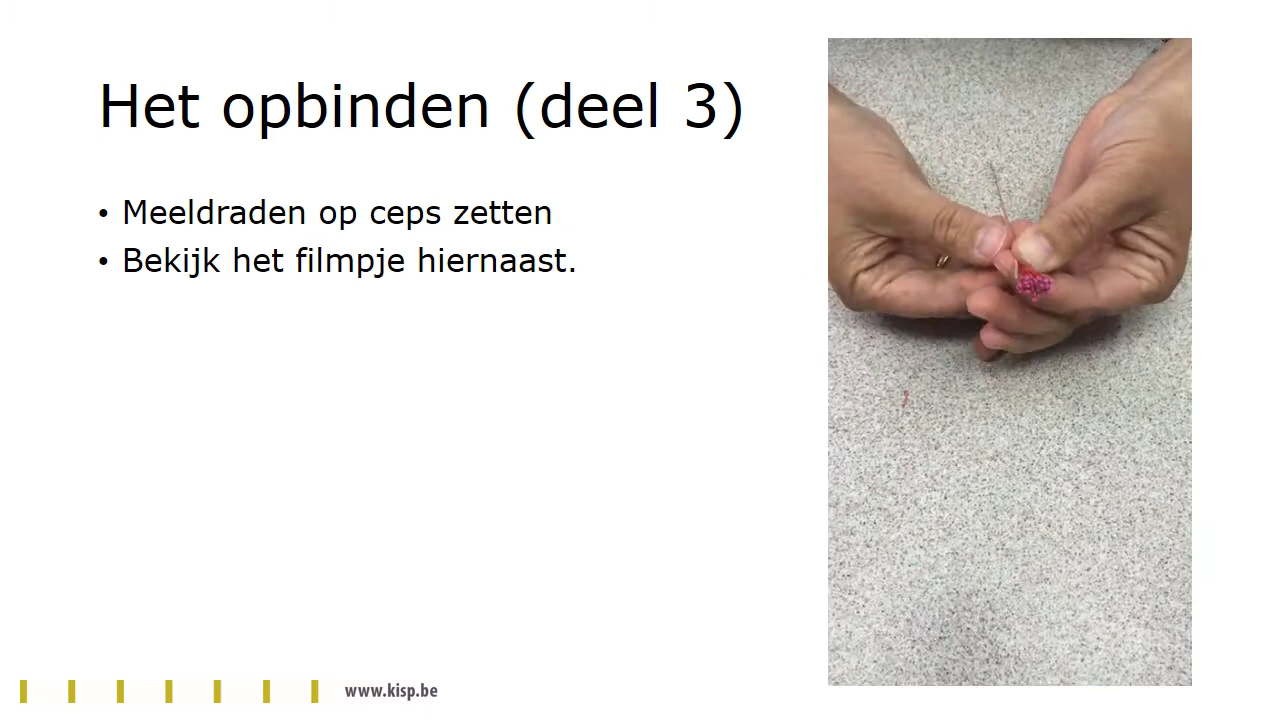 Het opbinden (deel 3)
• Meeldraden op ceps zetten
• Bekijk het filmpje hiernaast.
www.kisp.be